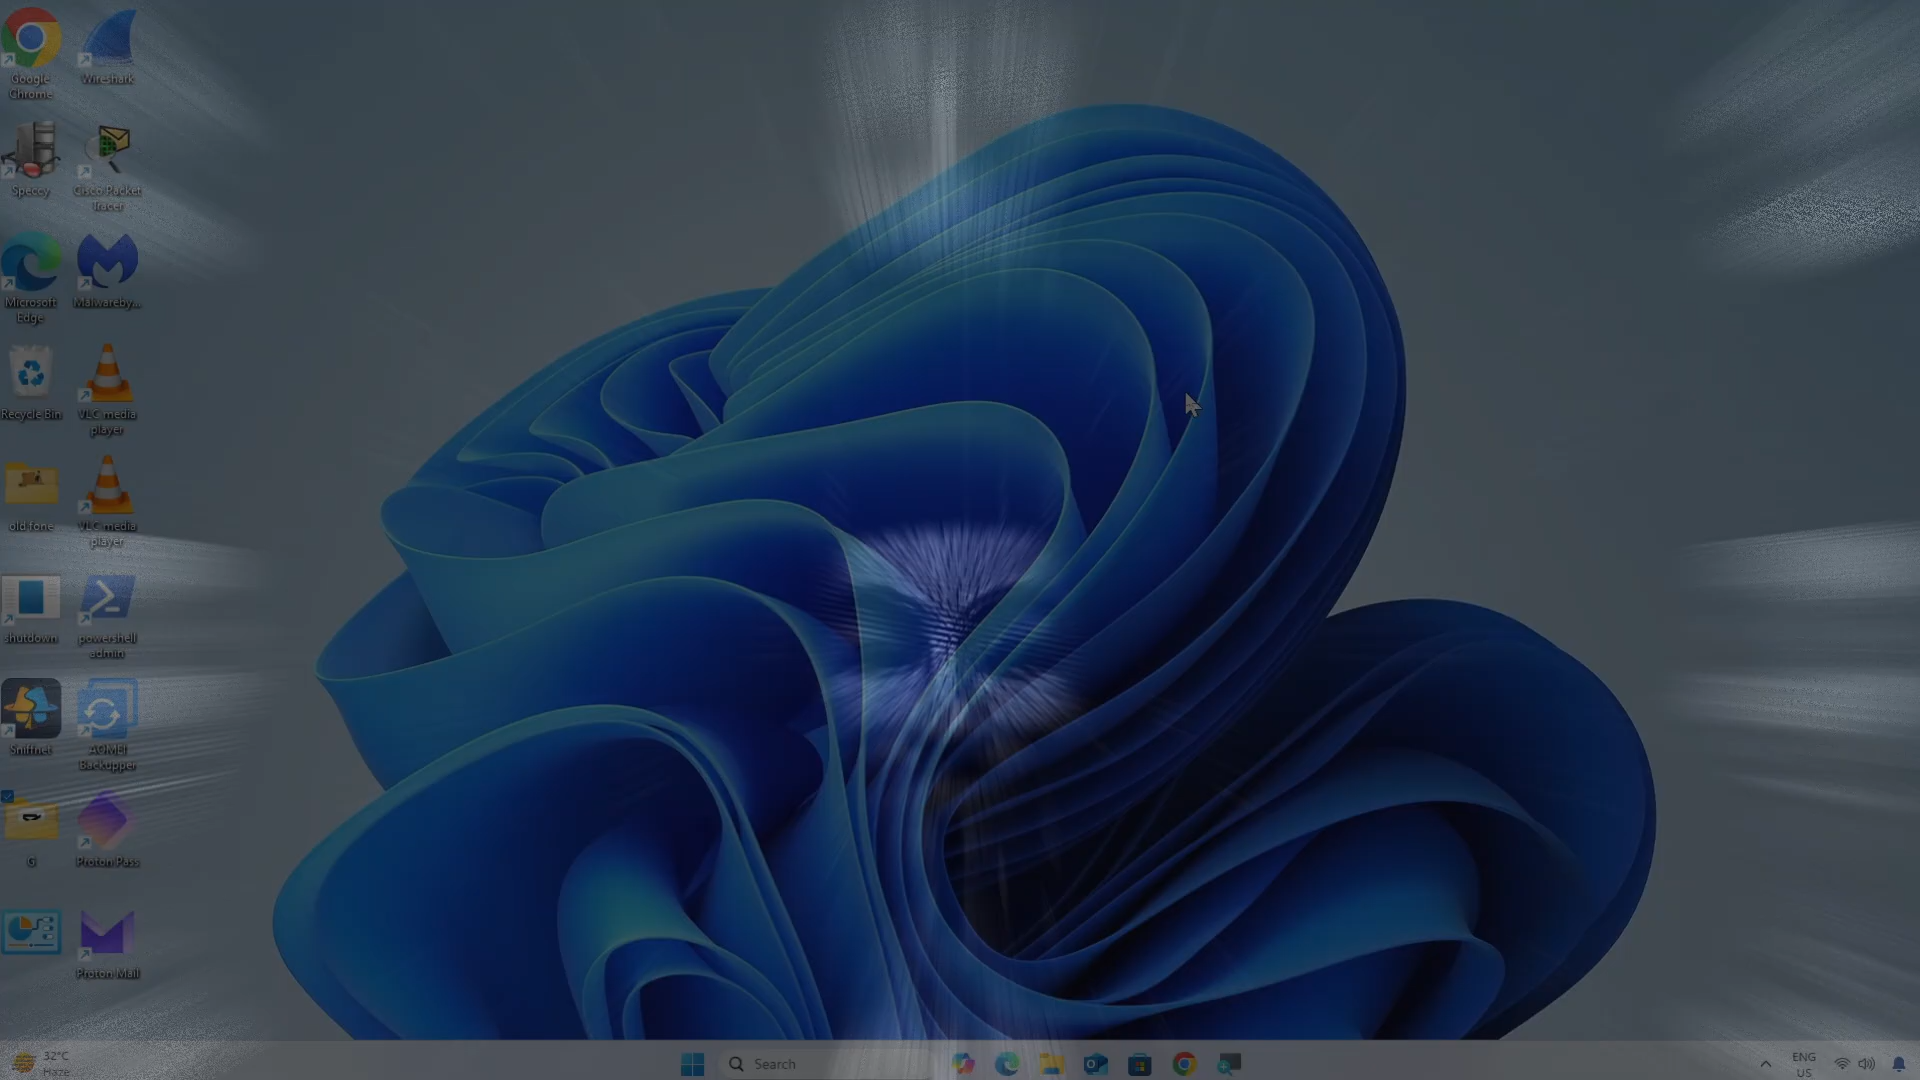 Google
Chrome
Wireshark
Speccy
Cisco Packet
Tracer
Microsoft
Edge
Malwareby...
Recycle Bin
VLC media
player
old fone
VLC media
player
shutdown
powershell
admin
Sniffnet
AOMEI
Backupper
G
Proton Pass
Proton Mail
32°C
Haze
Search
ENG
US